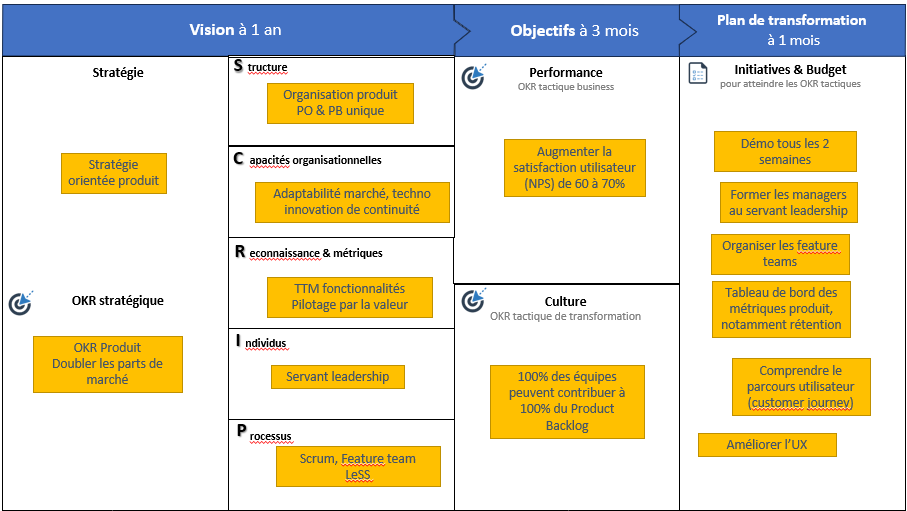 Vision à 1 an
Objectifs à 3 mois
Plan de transformation
à 1 mois
Stratégie
Stratégie
orientée produit
OKR stratégique
OKR Produit
Doubler les parts de
marché
S tructure
Organisation produit
PO & PB unique
C apacités organisationnelles
Adaptabilité marché, techno
innovation de continuité
R econnaissance & métriques
TTM fonctionnalités
Pilotage par la valeur
I ndividus
Servant leadership
P rocessus
Scrum, Feature team
LeSS
Performance
OKR tactique business
Augmenter la
satisfaction utilisateur
(NPS) de 60 à 70%
Culture
OKR tactique de transformation
100% des équipes
peuvent contribuer à
100% du Product
Backlog
Initiatives & Budget
pour atteindre les OKR tactiques
Démo tous les 2
semaines
Former les managers
au servant leadership
Organiser les feature
teams
Tableau de bord des
métriques produit,
notamment rétention
Comprendre le
parcours utilisateur
(customer journey)
Améliorer l'UX